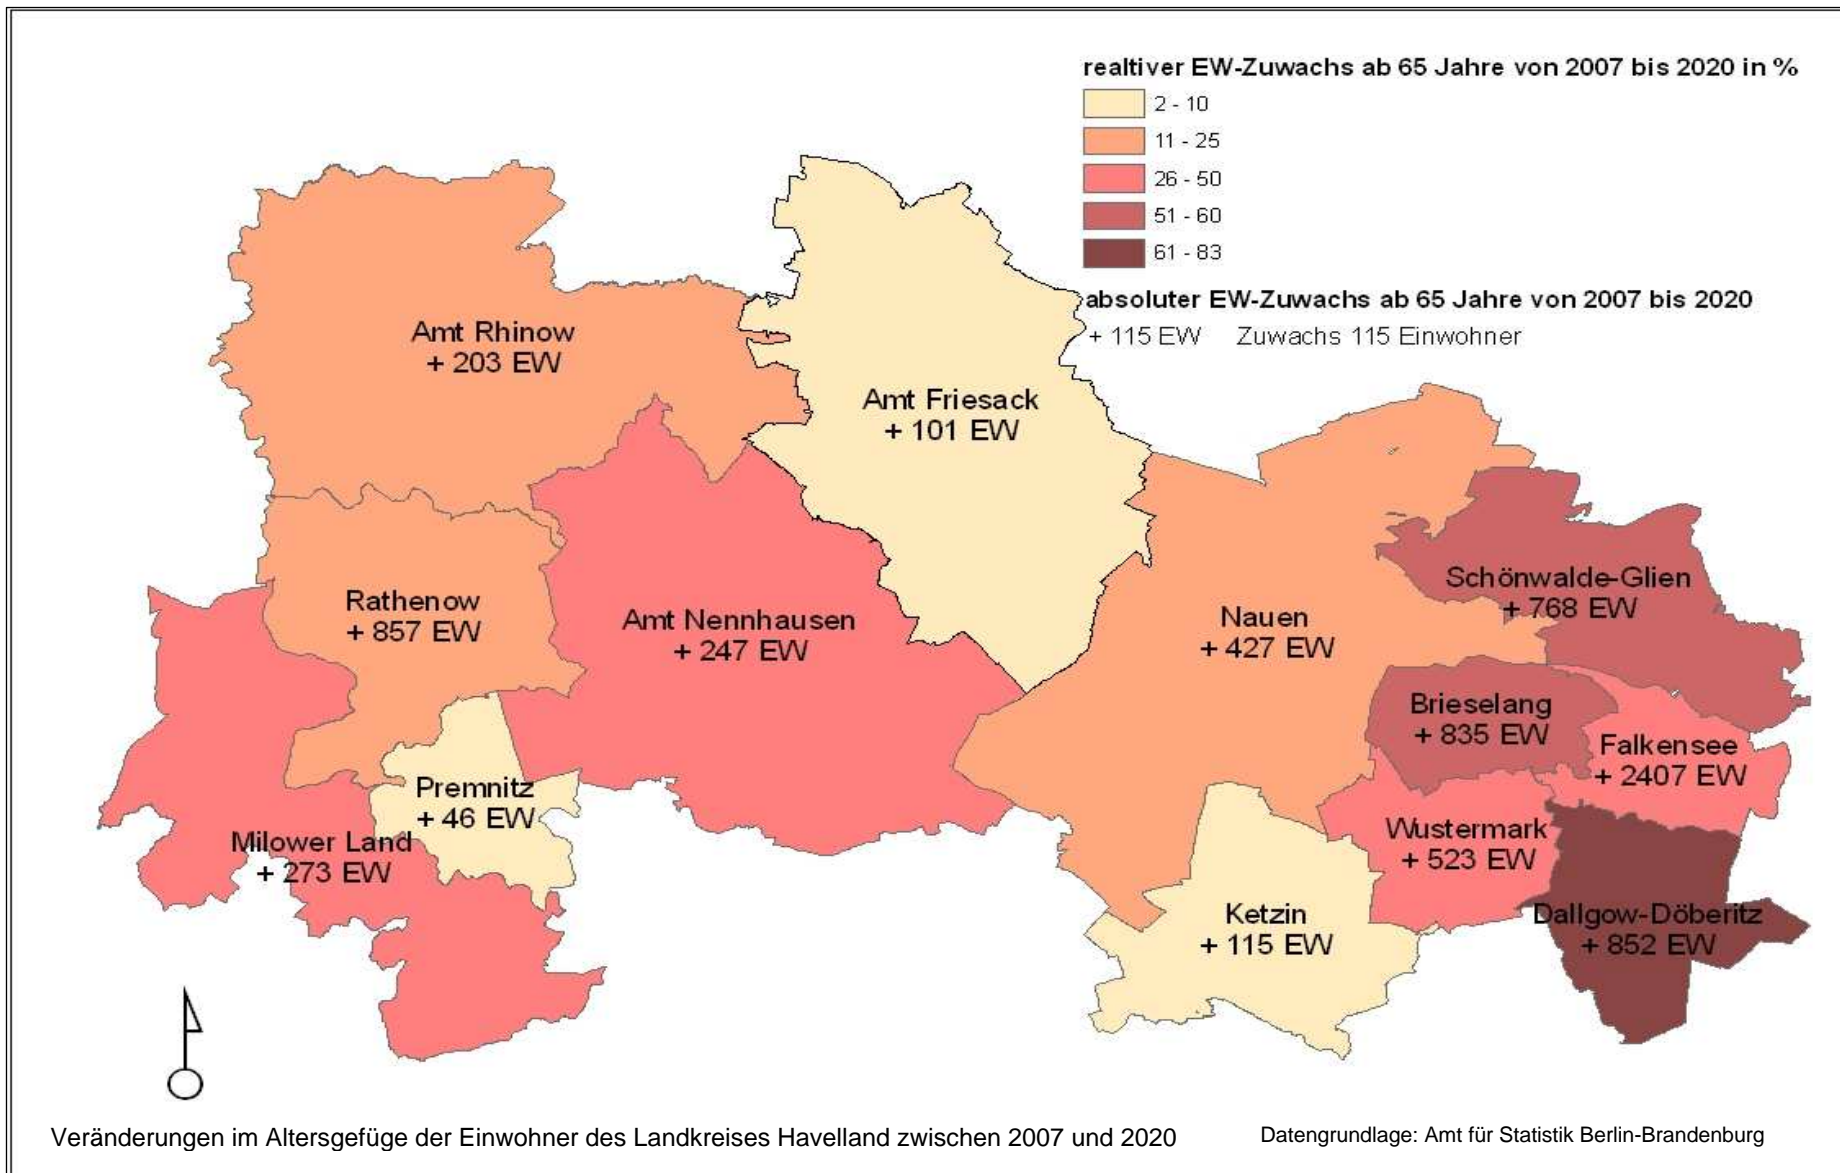 realtiver EW-Zuwachs ab 65 Jahre von 2007 bis 2020 in %
2 - 10
11 - 25
26 - 50
51 - 60
61 - 83
absoluter EW-Zuwachs ab 65 Jahre von 2007 bis 2020
+ 115 EW Zuwachs 115 Einwohner
Amt Rhinow
+ 203 EW
Amt Friesack
+ 101 EW
Rathenow
+ 857 EW
Amt Nennhausen
+ 247 EW
Nauen
+ 427 EW
Schönwalde-Glien
+ 768 EW
Brieselang
+ 835 EW
Falkensee
+ 2407 EW
Premnitz
+ 46 EW
Milower Land
+ 273 EW
Wustermark
+ 523 EW
Ketzin
+ 115 EW
Dallgow-Döberitz
+ 852 EW
Veränderungen im Altersgefüge der Einwohner des Landkreises Havelland zwischen 2007 und 2020
Datengrundlage: Amt für Statistik Berlin-Brandenburg